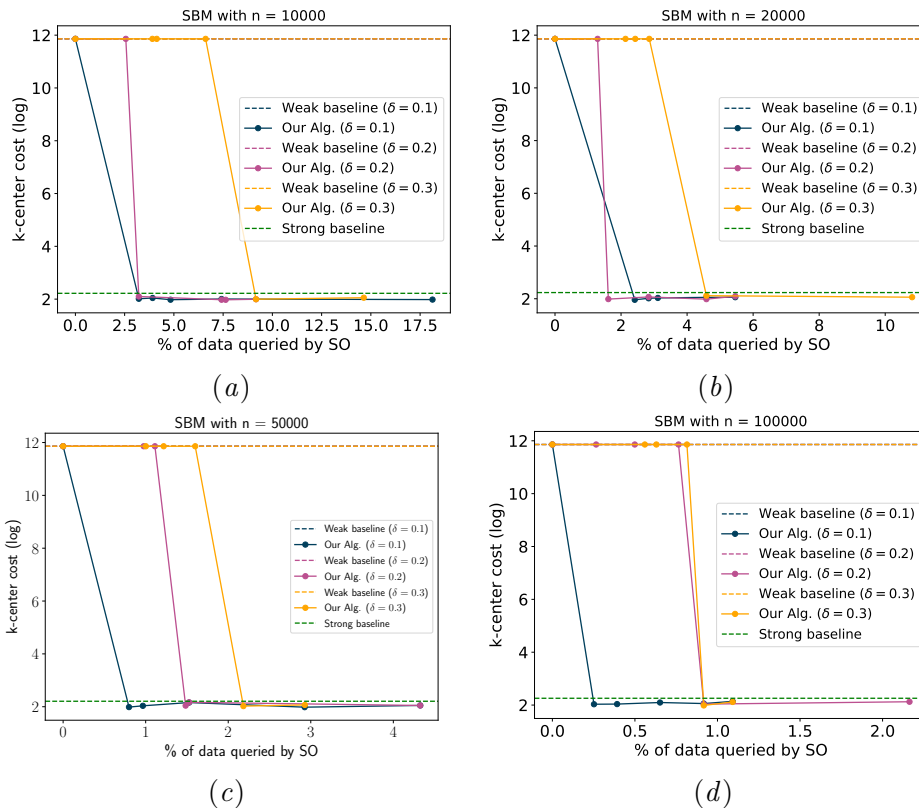 SBM with n = 10000
k-center cost (log)
12
10
8
6
4
2
Weak baseline (δ = 0.1)
Our Alg. (δ = 0.1)
Weak baseline (δ = 0.2)
Our Alg. (δ = 0.2)
Weak baseline (δ = 0.3)
Our Alg. (δ = 0.3)
Strong baseline
0.0 2.5 5.0 7.5 10.0 12.5 15.0 17.5
% of data queried by SO
(a)
SBM with n = 20000
k-center cost (log)
12
10
8
6
4
2
Weak baseline (δ = 0.1)
Our Alg. (δ = 0.1)
Weak baseline (δ = 0.2)
Our Alg. (δ = 0.2)
Weak baseline (δ = 0.3)
Our Alg. (δ = 0.3)
Strong baseline
0 2 4 6 8 10
% of data queried by SO
(b)
SBM with n = 50000
k-center cost (log)
12
10
8
6
4
2
Weak baseline (δ = 0.1)
Our Alg. (δ = 0.1)
Weak baseline (δ = 0.2)
Our Alg. (δ = 0.2)
Weak baseline (δ = 0.3)
Our Alg. (δ = 0.3)
Strong baseline
0 1 2 3 4
% of data queried by SO
(c)
SBM with n = 100000
k-center cost (log)
12
10
8
6
4
2
Weak baseline (δ = 0.1)
Our Alg. (δ = 0.1)
Weak baseline (δ = 0.2)
Our Alg. (δ = 0.2)
Weak baseline (δ = 0.3)
Our Alg. (δ = 0.3)
Strong baseline
0.0 0.5 1.0 1.5 2.0
% of data queried by SO
(d)